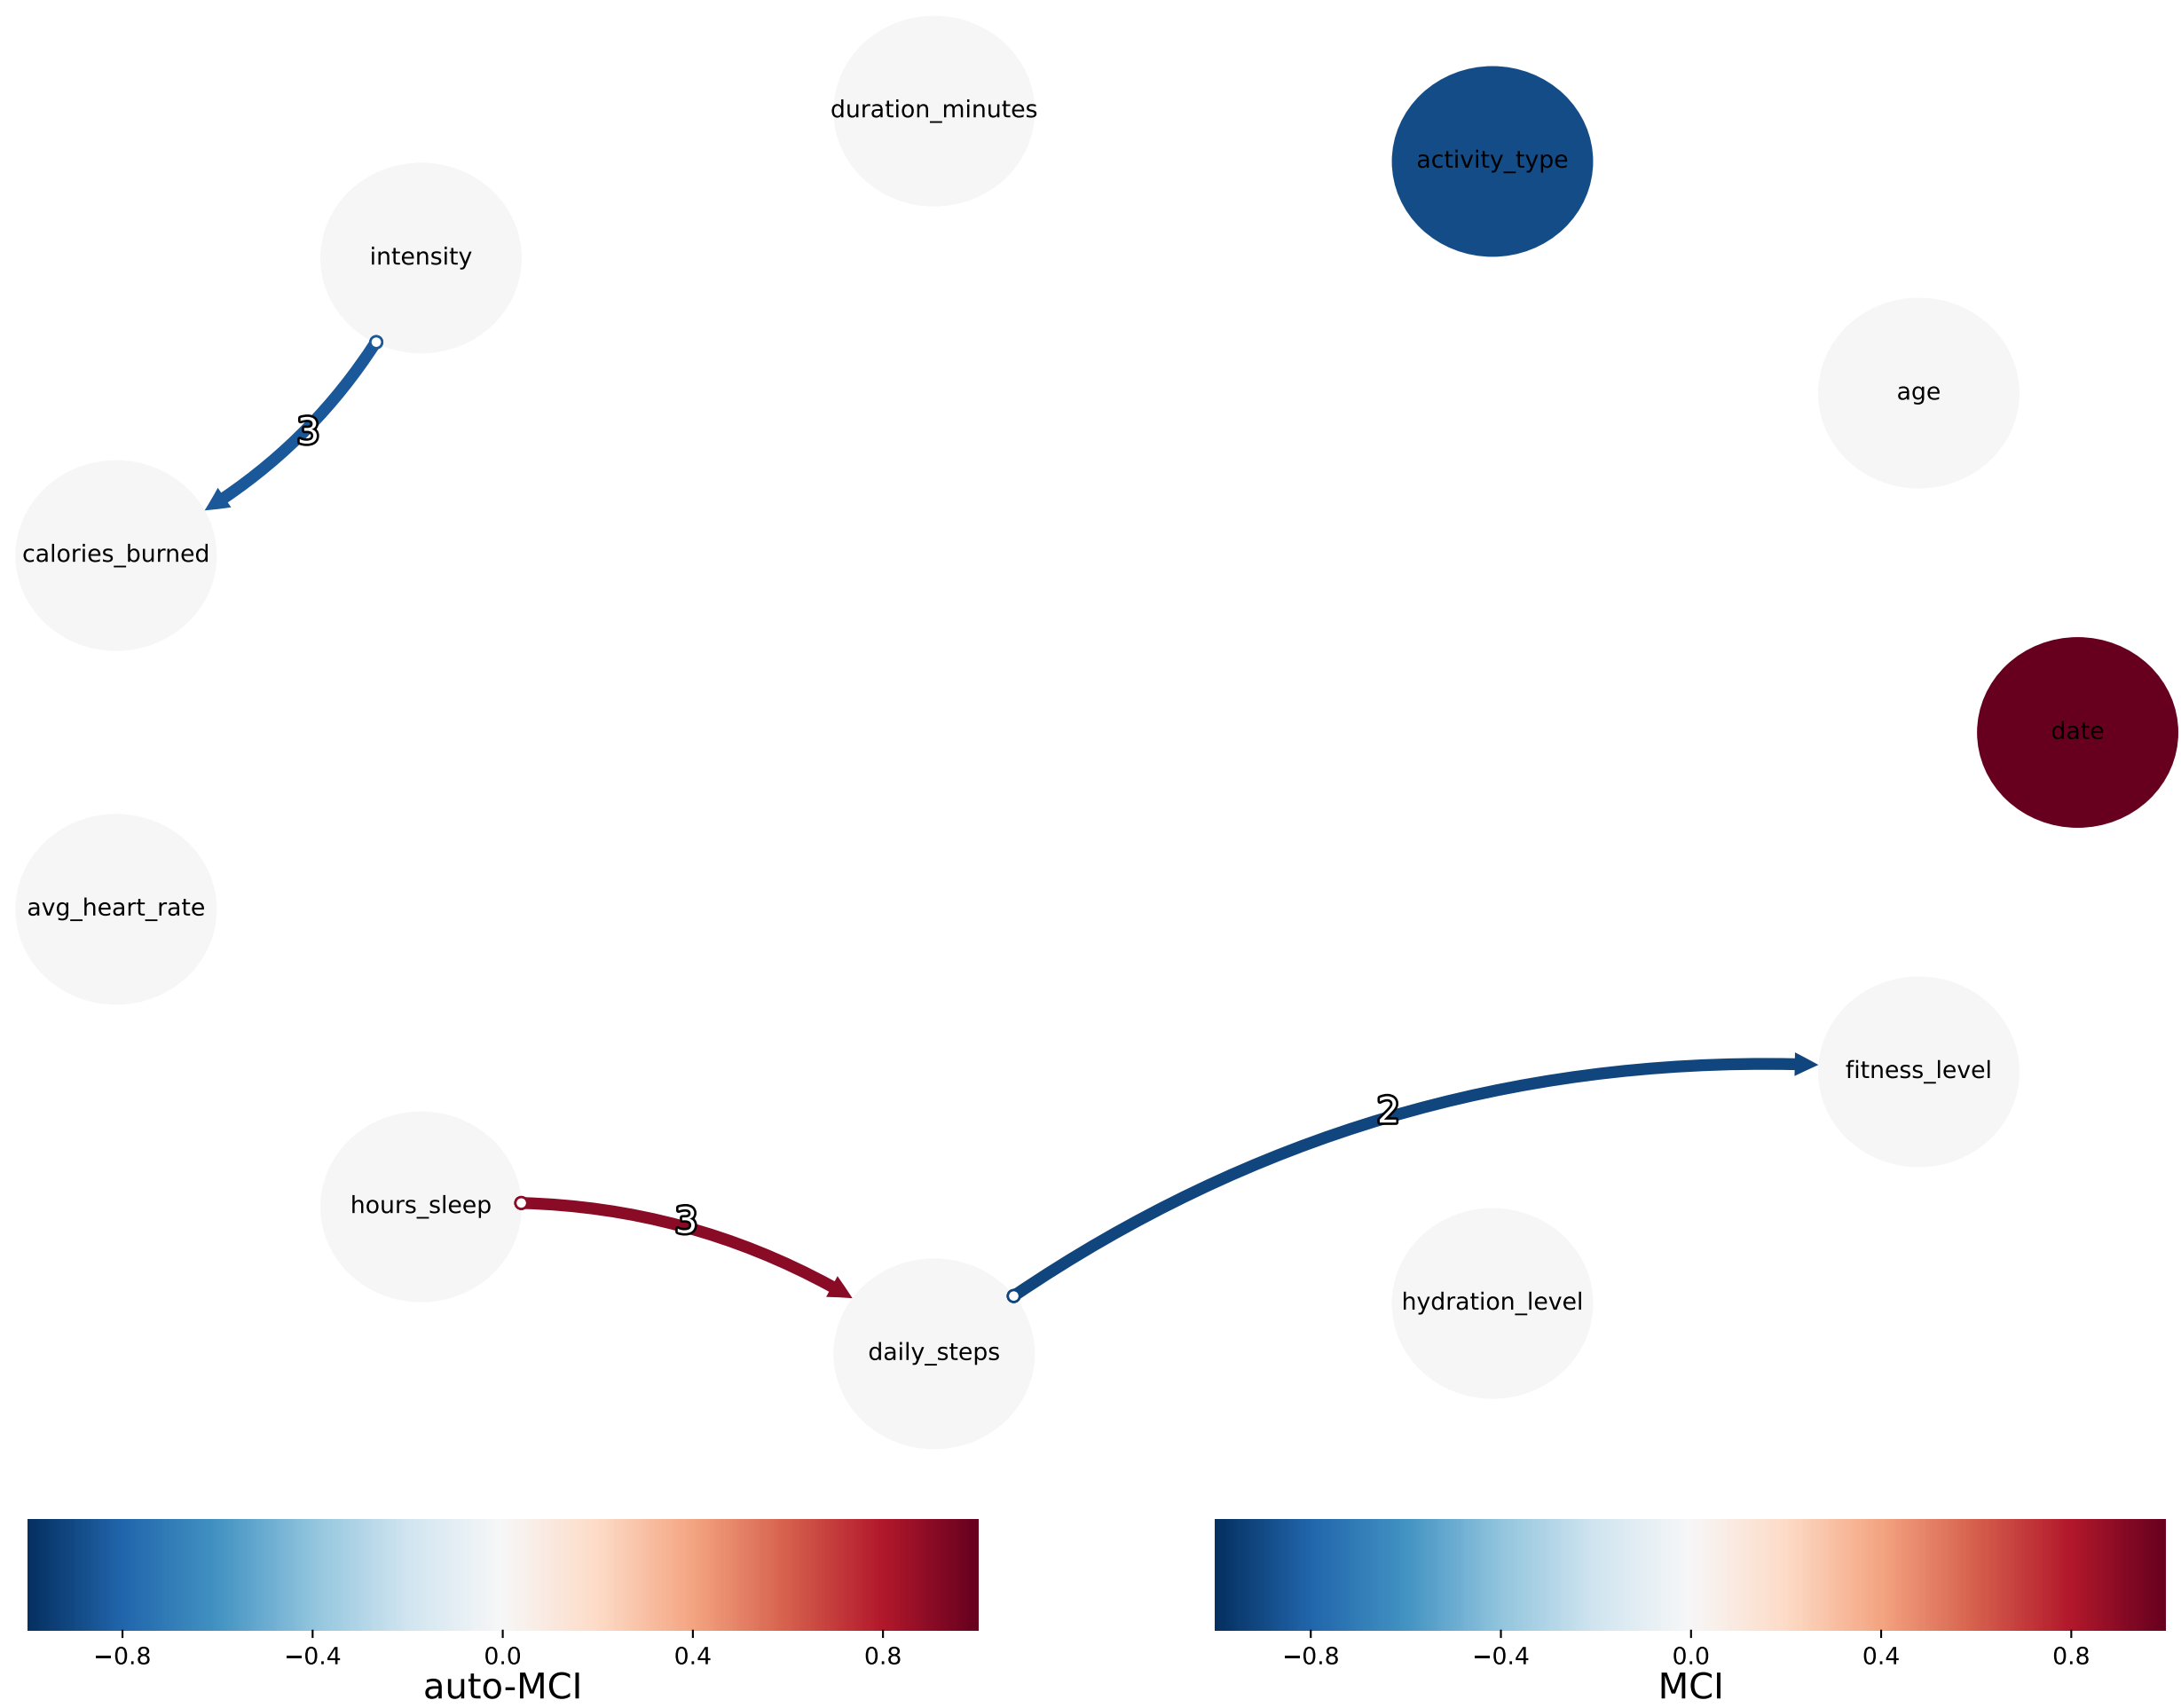 duration_minutes
activity_type
intensity
age
3
calories_burned
date
avg_heart_rate
fitness_level
2
hours_sleep
3
hydration_level
daily_steps
−0.8 −0.4 0.0 0.4 0.8
auto-MCI
−0.8 −0.4 0.0 0.4 0.8
MCI